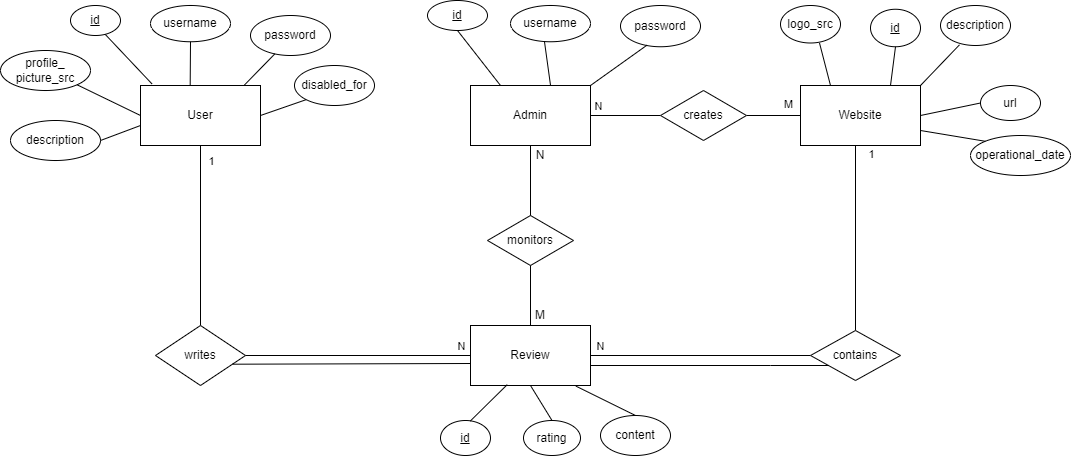 id
username
password
profile_
picture_src
disabled_for
description
User
1
id
username
password
Admin
N
creates
M
logo_src
id
description
Website
url
operational_date
1
N
monitors
M
writes
N
Review
N
contains
id
rating
content